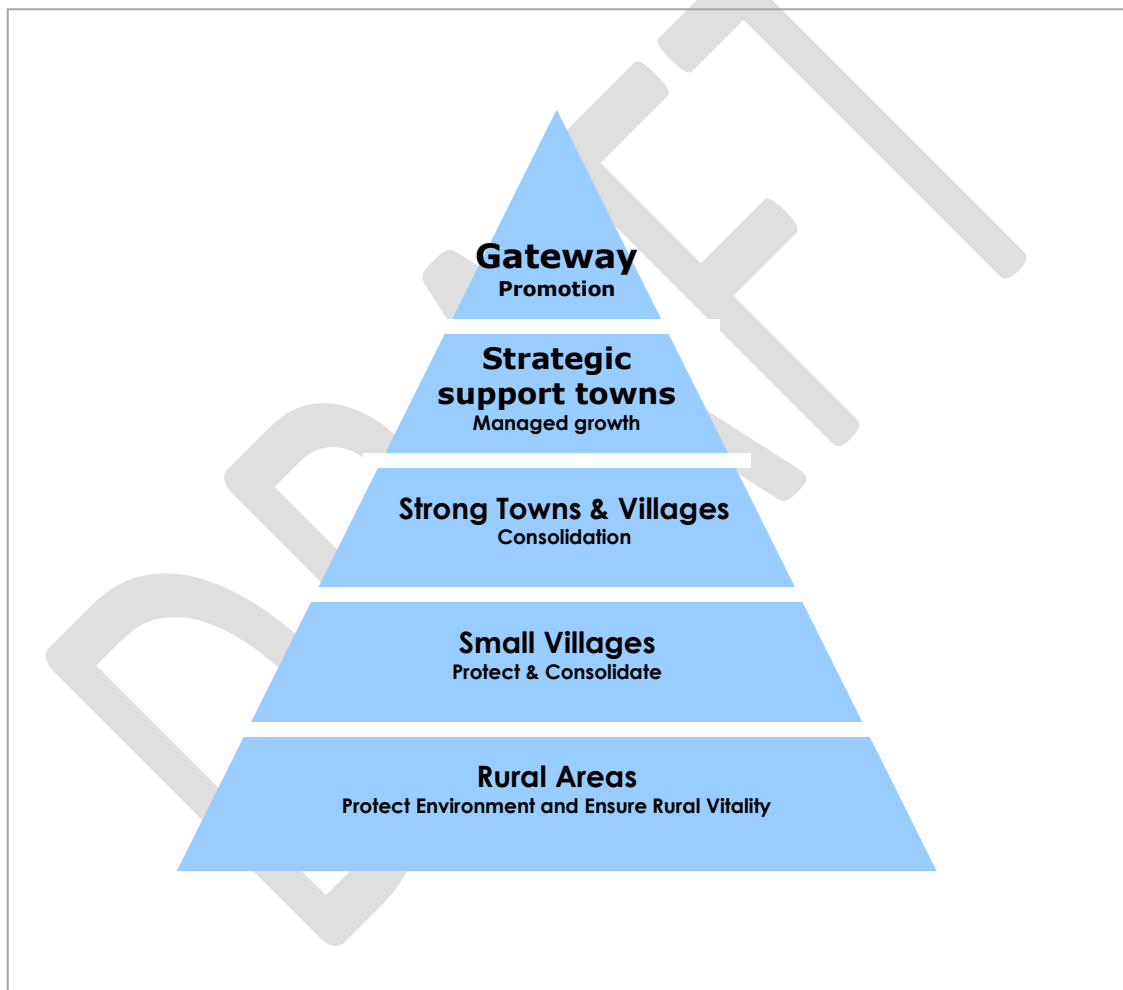 Gateway
Promotion
Strategic
support towns
Managed growth
Strong Towns & Villages
Consolidation
Small Villages
Protect & Consolidate
Rural Areas
Protect Environment and Ensure Rural Vitality
DRAFT